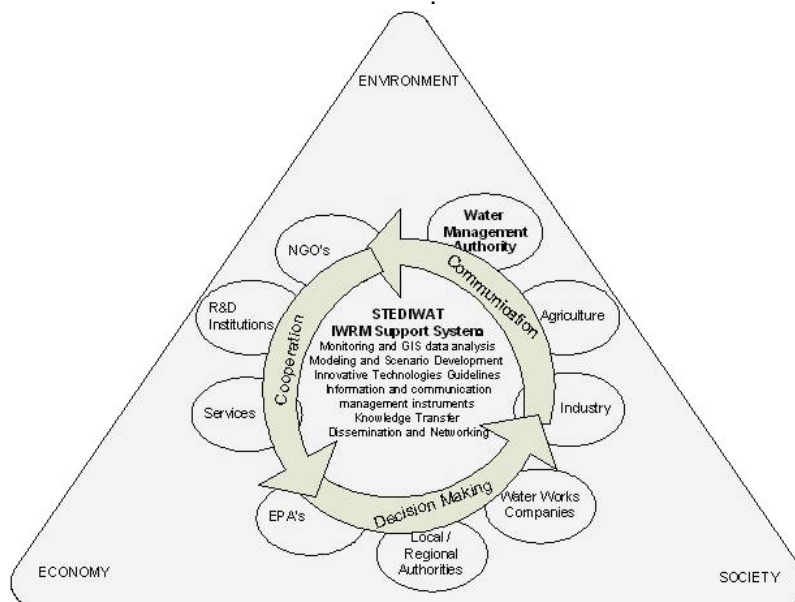 ENVIRONMENT
Water
Management
Authority
NGO's
Communication
R&D
Institutions
Agriculture
STEDIWAT
IWRM Support System
Monitoring and GIS data analysis
Modeling and Scenario Development
Innovative Technologies Guidelines
Information and communication
management instruments
Knowledge Transfer
Dissemination and Networking
Cooperation
Services
Industry
Decision Making
EPA's
Water Works
Companies
Local /
Regional
Authorities
ECONOMY
SOCIETY